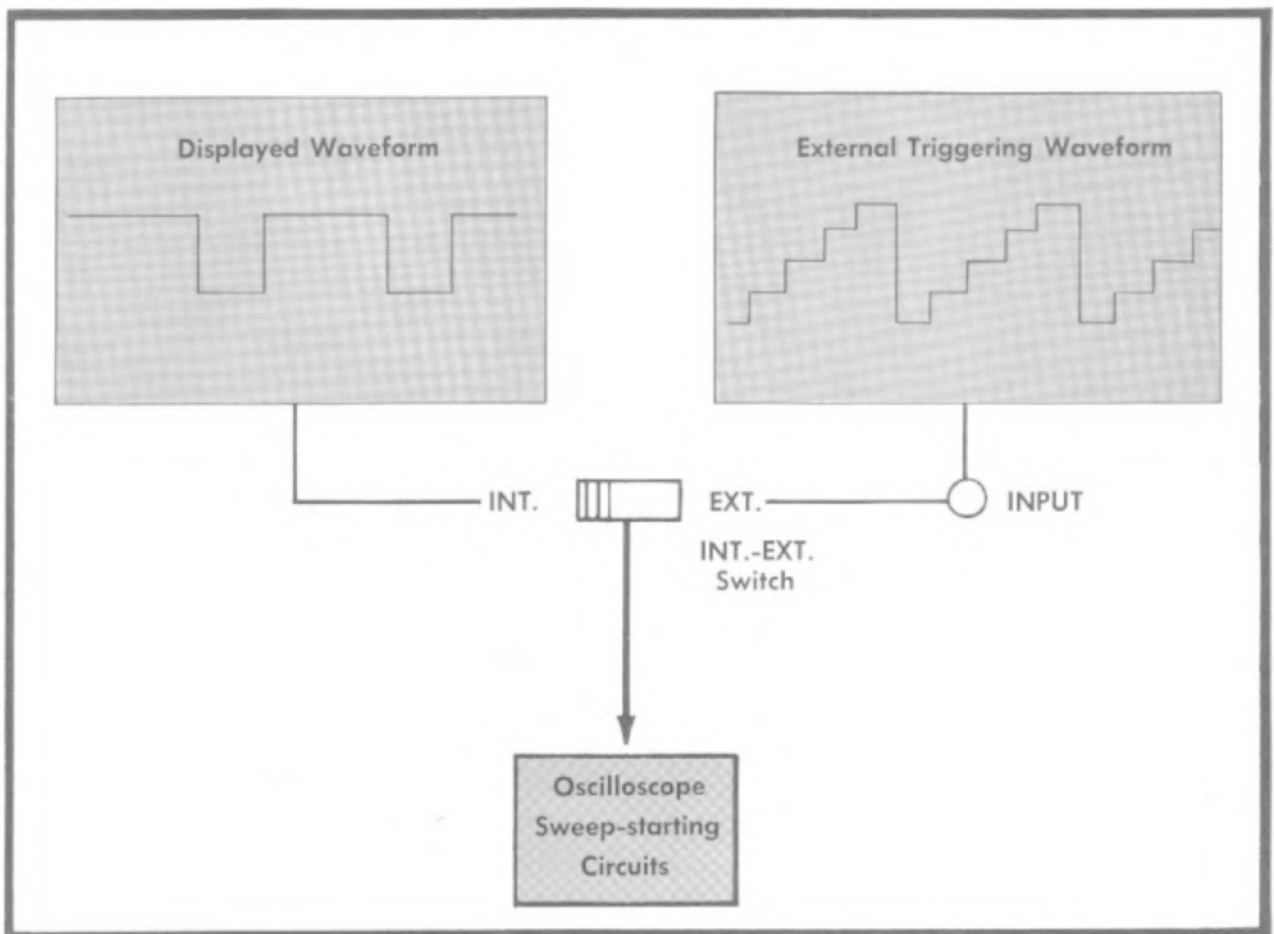 Displayed Waveform
External Triggering Waveform
INT.
EXT.
INPUT
INT.-EXT.
Switch
Oscilloscope
Sweep-starting
Circuits